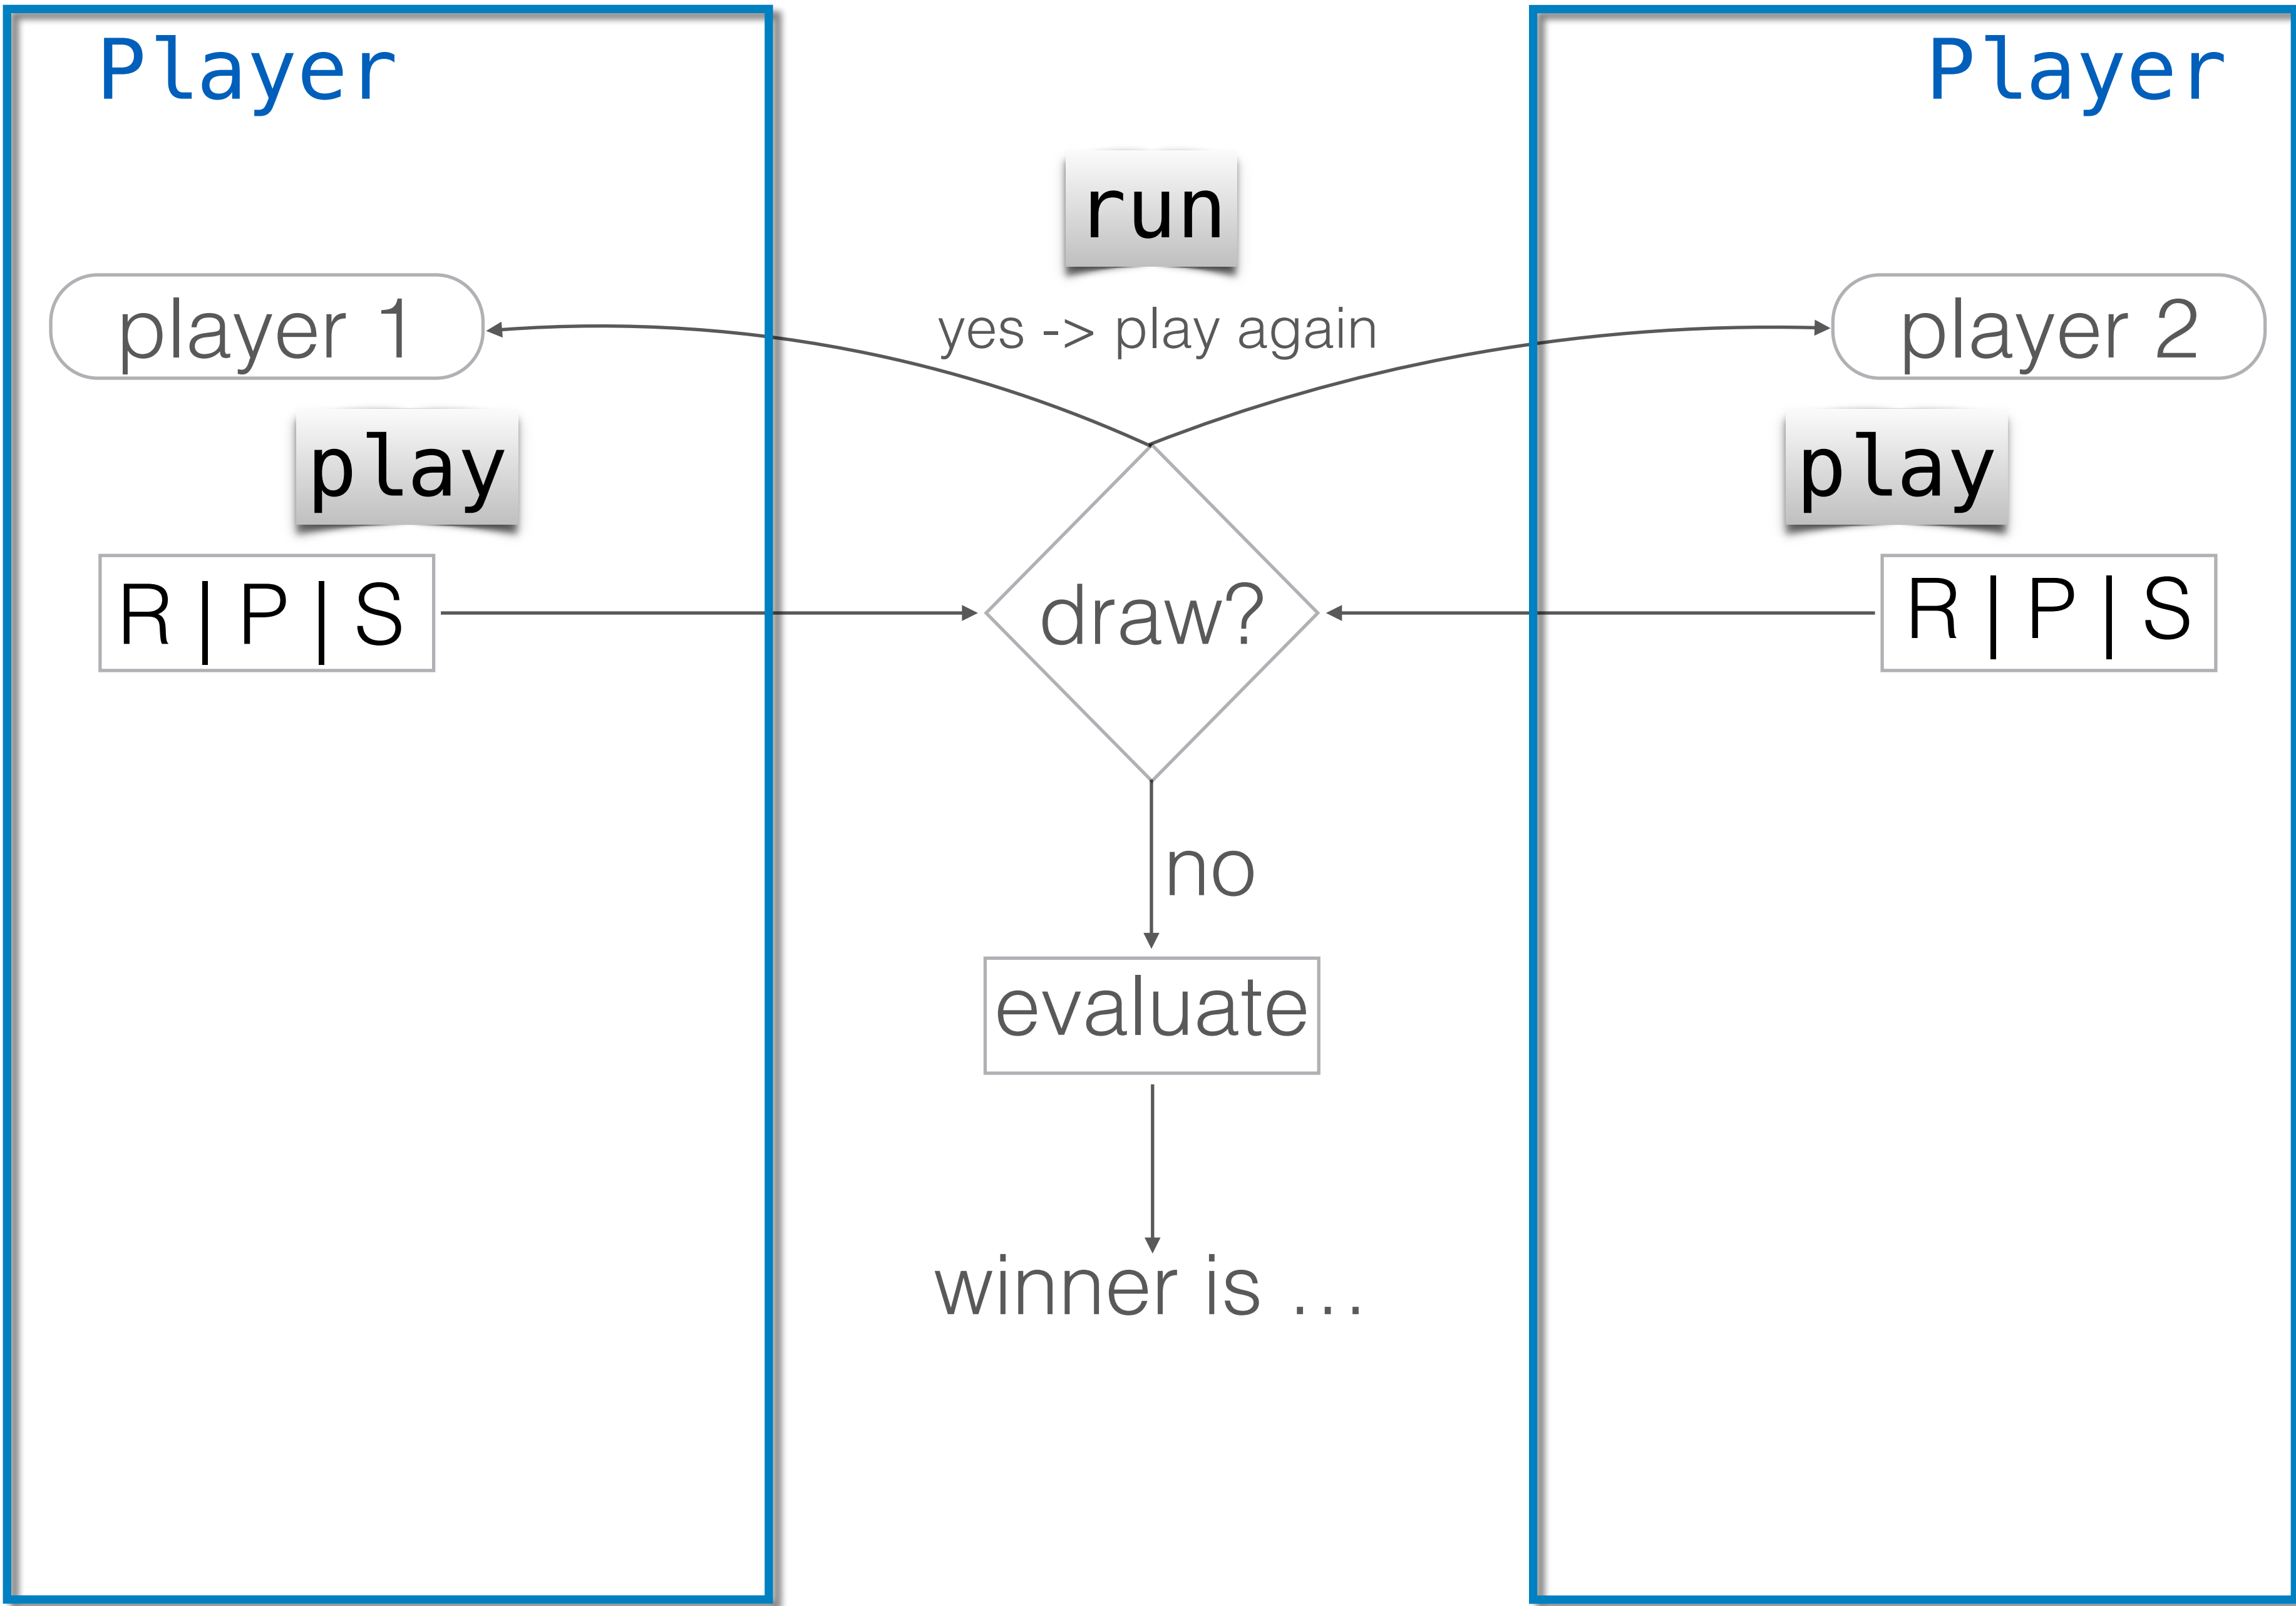 Player
Player
run
player 1
yes -> play again
player 2
play
play
R | P | S
draw?
R | P | S
no
evaluate
winner is ...